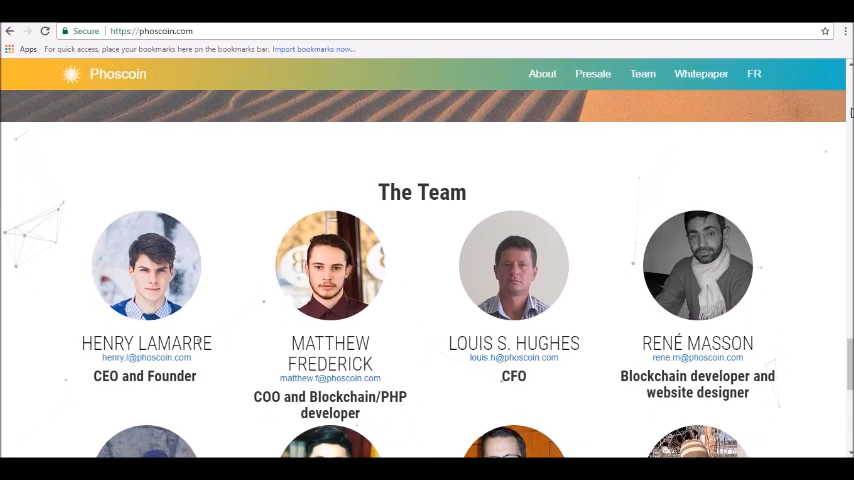 Secure https://phoscoin.com
Apps For quick access, place your bookmarks here on the bookmarks bar. Import bookmarks now...
Phoscoin About Presale Team Whitepaper FR
The Team
HENRY LAMARRE
henry.l@phoscoin.com
CEO and Founder
MATTHEW
FREDERICK
matthew.f@phoscoin.com
COO and Blockchain/PHP
developer
LOUIS S. HUGHES
louis.h@phoscoin.com
CFO
RENÉ MASSON
rene.m@phoscoin.com
Blockchain developer and
website designer